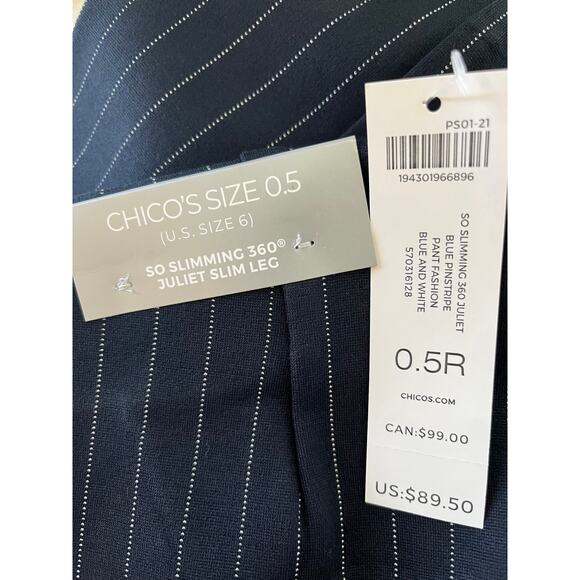 CHICO'S SIZE 0.5
(U.S. SIZE 6)
SO SLIMMING 360®
JULIET SLIM LEG
PS01-21
194301966896
SO SLIMMING 360 JULIET
BLUE PINSTRIPE
PANT FASHION
BLUE AND WHITE
570316128
0.5R
CHICOS.COM
CAN:$99.00
US:$89.50